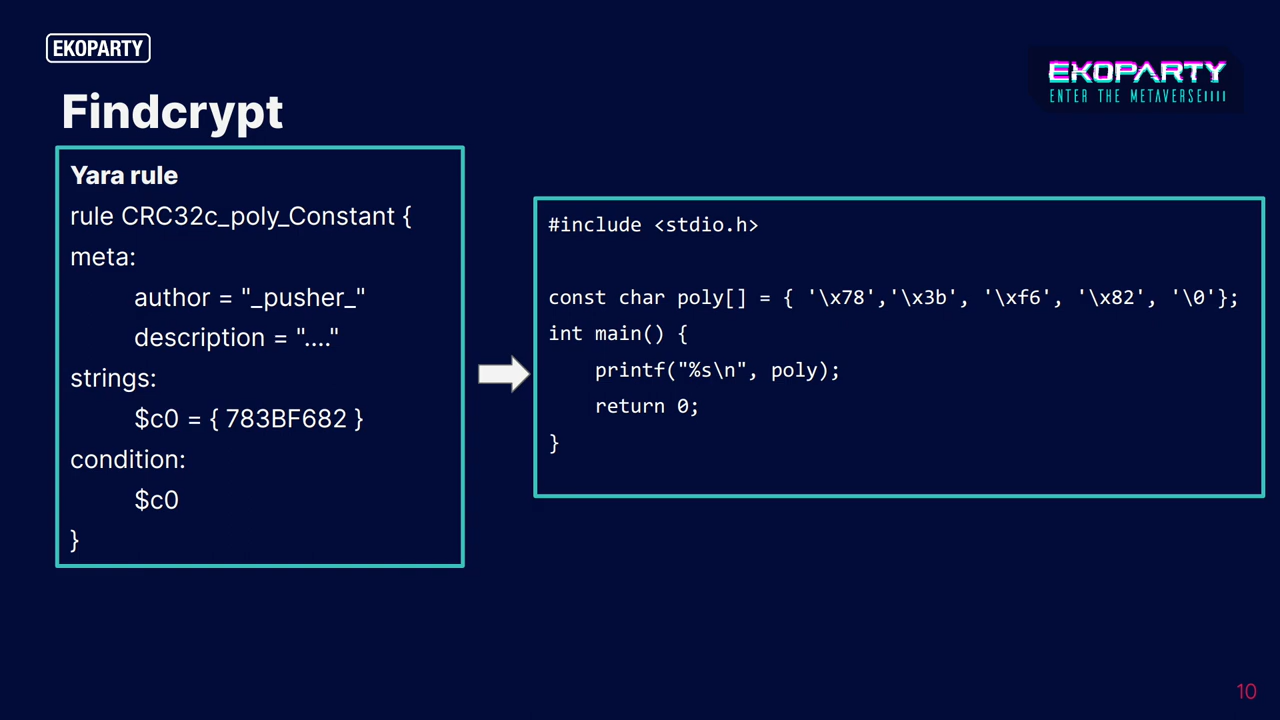 EKOPARTY
EKOPARTY
ENTER THE METAVERSE
Findcrypt
Yara rule
rule CRC32c_poly_Constant {
meta:
author = "_pusher_"
description = "...."
strings:
$c0 = { 783BF682 }
condition:
$c0
}
#include <stdio.h>
const char poly[] = { '\x78','\x3b', '\xf6', '\x82', '\0'};
int main() {
printf("%s\n", poly);
return 0;
}
10